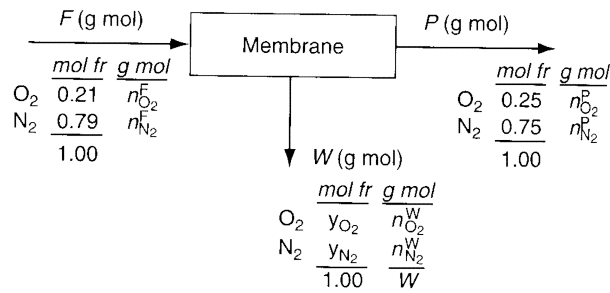 F (g mol)
Membrane
P (g mol)
mol fr g mol
O₂ 0.21 n^F_O₂
N₂ 0.79 n^F_N₂
1.00
mol fr g mol
O₂ 0.25 n^P_O₂
N₂ 0.75 n^P_N₂
1.00
W (g mol)
mol fr g mol
O₂ y_O₂ n^W_O₂
N₂ y_N₂ n^W_N₂
1.00 W